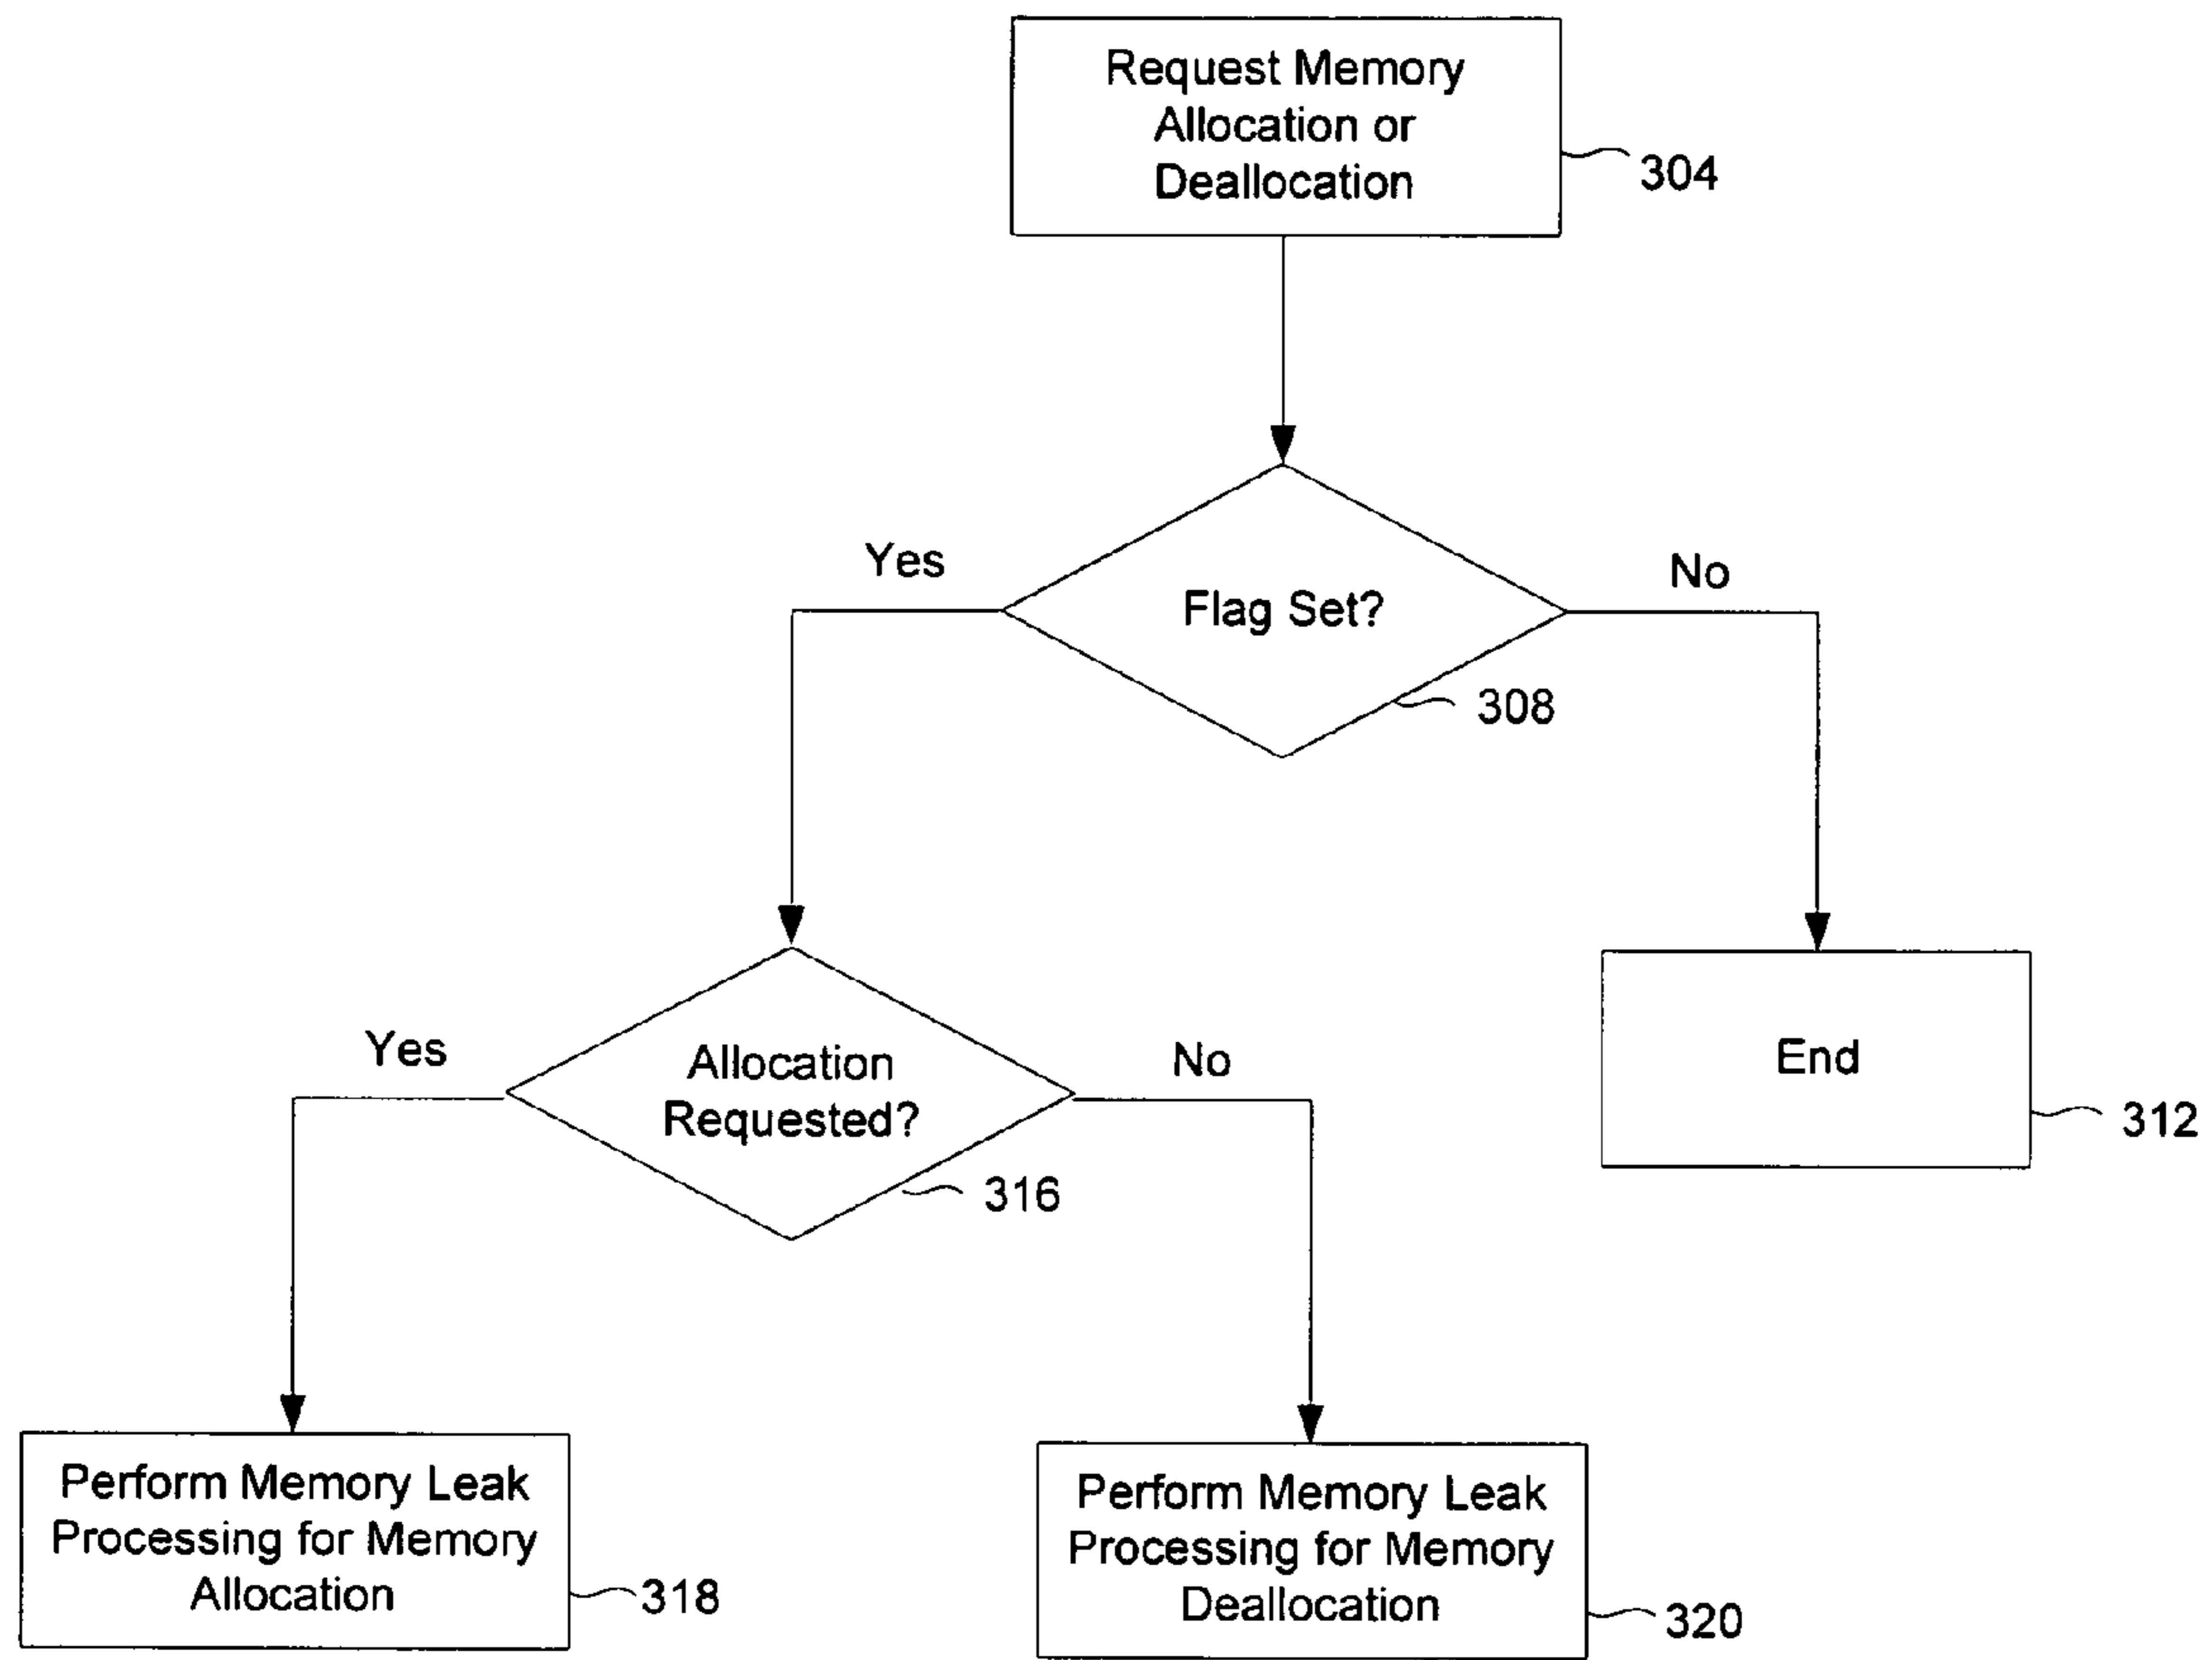 Request Memory
Allocation or
Deallocation
304
Yes
No
Flag Set?
308
Yes
Allocation
Requested?
No
316
End
312
Perform Memory Leak
Processing for Memory
Allocation
318
Perform Memory Leak
Processing for Memory
Deallocation
320